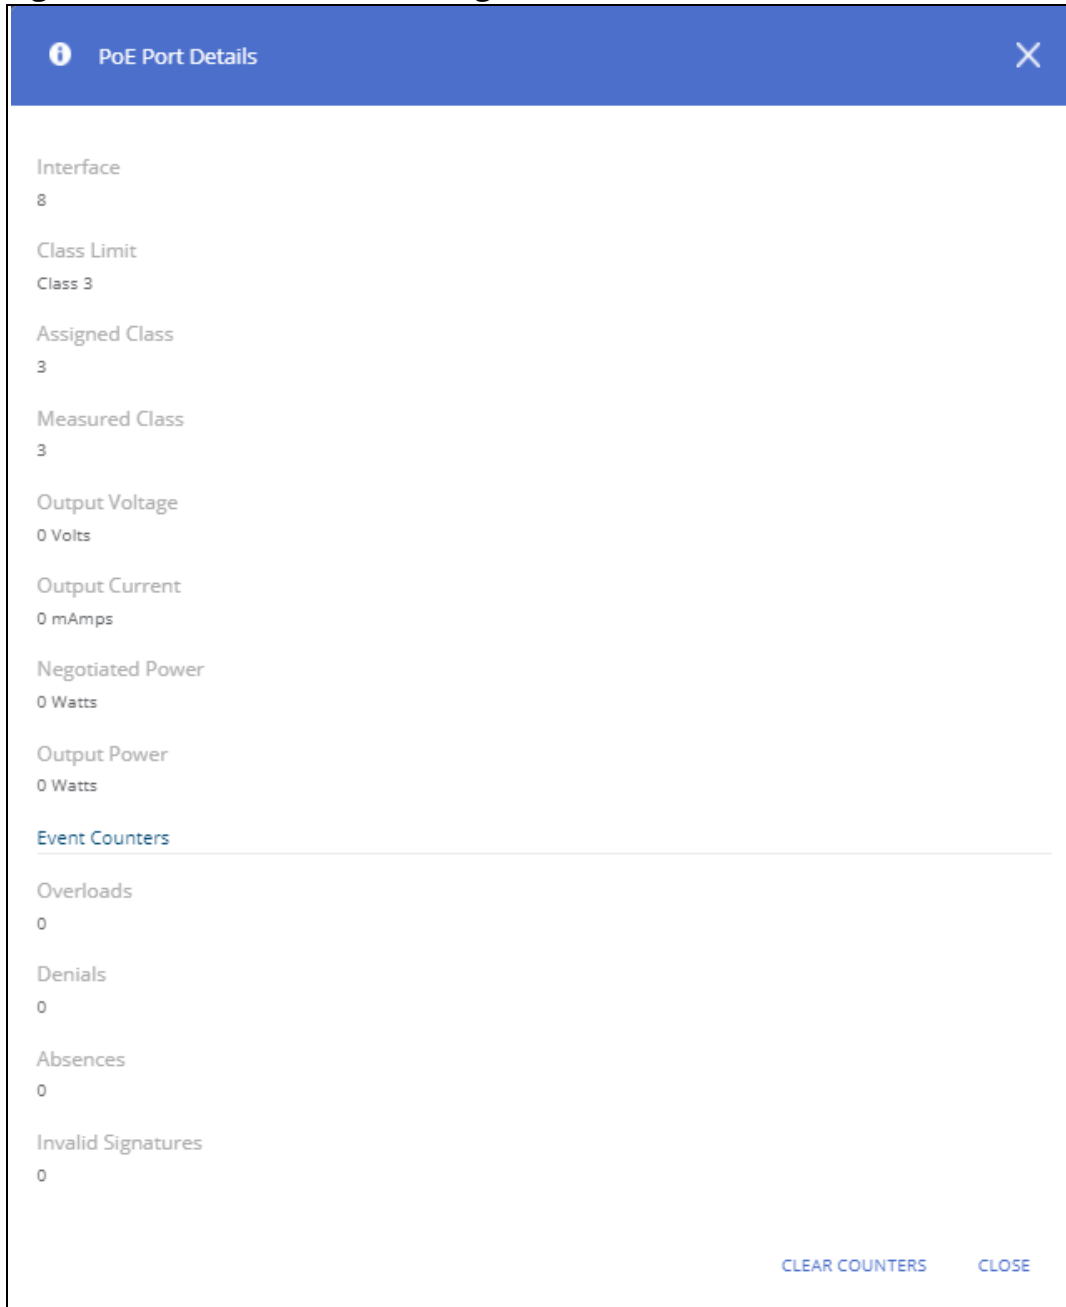 PoE Port Details
Interface
8
Class Limit
Class 3
Assigned Class
3
Measured Class
3
Output Voltage
0 Volts
Output Current
0 mAmps
Negotiated Power
0 Watts
Output Power
0 Watts
Event Counters
Overloads
0
Denials
0
Absences
0
Invalid Signatures
0
CLEAR COUNTERS CLOSE